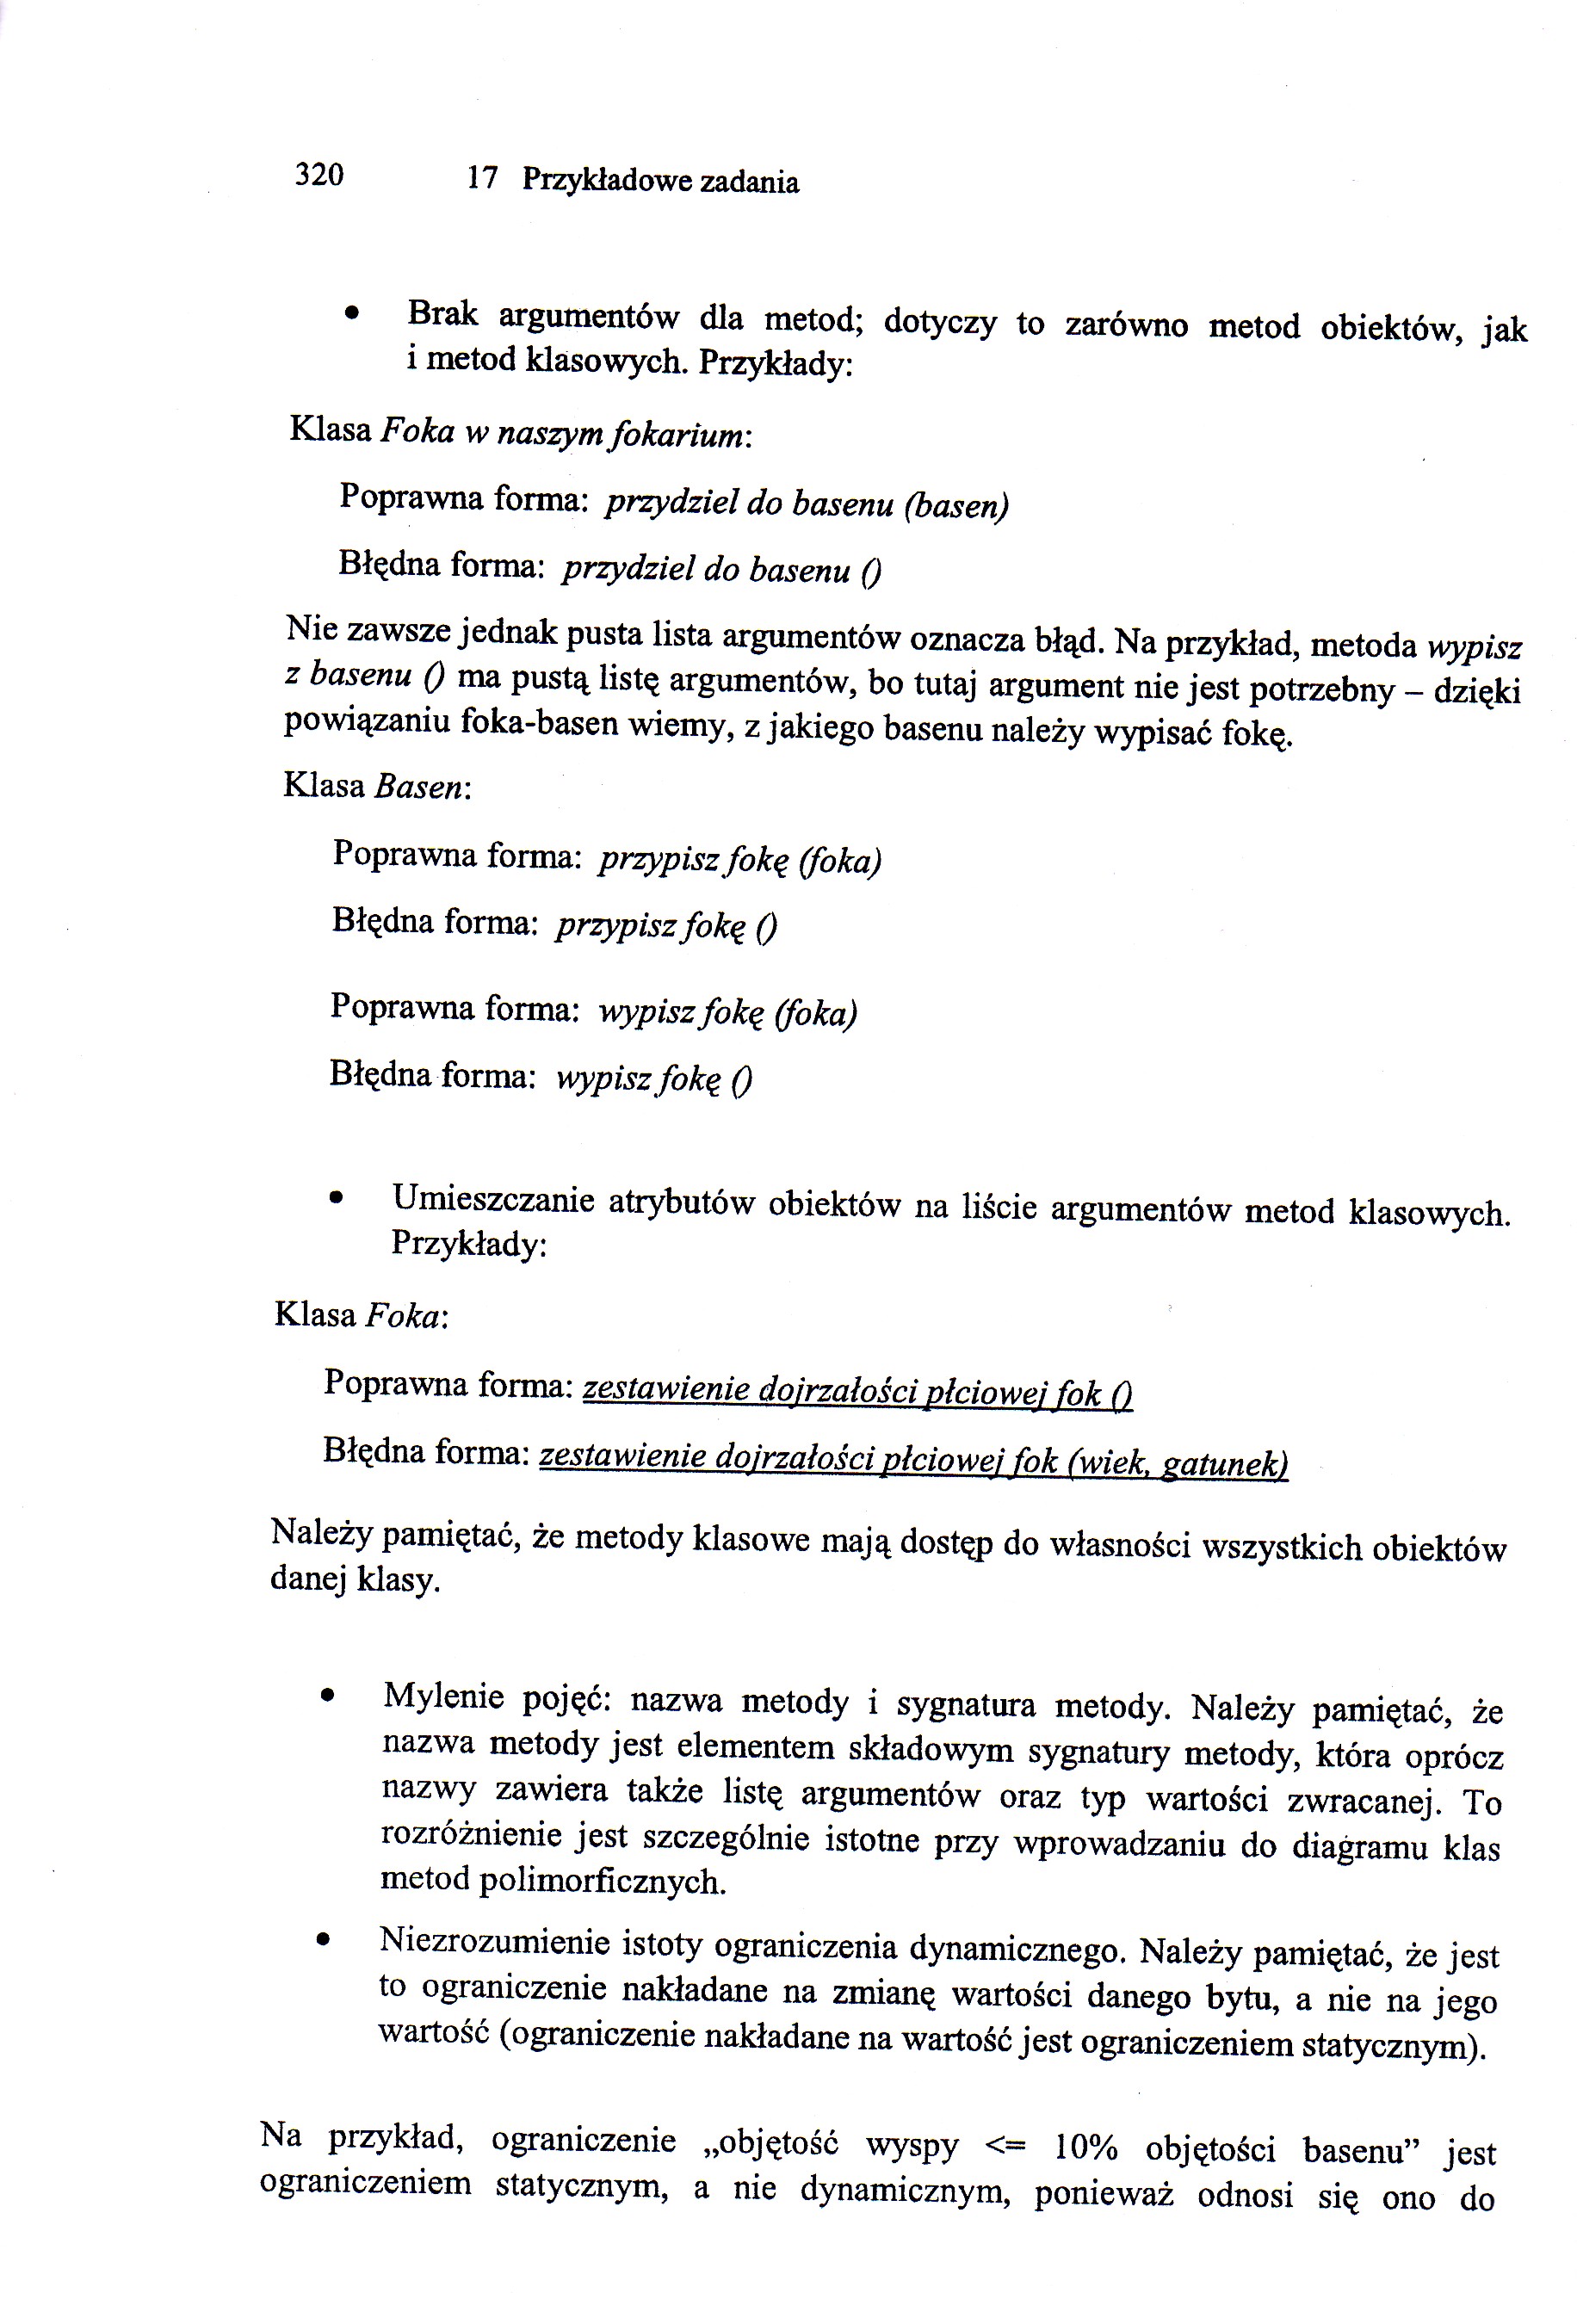 320 17 Przykładowe zadania
• Brak argumentów dla metod; dotyczy to zarówno metod obiektów, jak
i metod klasowych. Przykłady:
Klasa Foka w naszym fokarium:
Poprawna forma: przydziel do basenu (basen)
Błędna forma: przydziel do basenu ()
Nie zawsze jednak pusta lista argumentów oznacza błąd. Na przykład, metoda wypisz
z basenu () ma pustą listę argumentów, bo tutaj argument nie jest potrzebny – dzięki
powiązaniu foka-basen wiemy, z jakiego basenu należy wypisać fokę.
Klasa Basen:
Poprawna forma: przypisz fokę (foka)
Błędna forma: przypisz fokę ()
Poprawna forma: wypisz fokę (foka)
Błędna forma: wypisz fokę ()
• Umieszczanie atrybutów obiektów na liście argumentów metod klasowych.
Przykłady:
Klasa Foka:
Poprawna forma: zestawienie dojrzałości płciowej fok ()
Błędna forma: zestawienie dojrzałości płciowej fok (wiek, gatunek)
Należy pamiętać, że metody klasowe mają dostęp do własności wszystkich obiektów
danej klasy.
• Mylenie pojęć: nazwa metody i sygnatura metody. Należy pamiętać, że
nazwa metody jest elementem składowym sygnatury metody, która oprócz
nazwy zawiera także listę argumentów oraz typ wartości zwracanej. To
rozróżnienie jest szczególnie istotne przy wprowadzaniu do diagramu klas
metod polimorficznych.
• Niezrozumienie istoty ograniczenia dynamicznego. Należy pamiętać, że jest
to ograniczenie nakładane na zmianę wartości danego bytu, a nie na jego
wartość (ograniczenie nakładane na wartość jest ograniczeniem statycznym).
Na przykład, ograniczenie „objętość wyspy <= 10% objętości basenu” jest
ograniczeniem statycznym, a nie dynamicznym, ponieważ odnosi się ono do